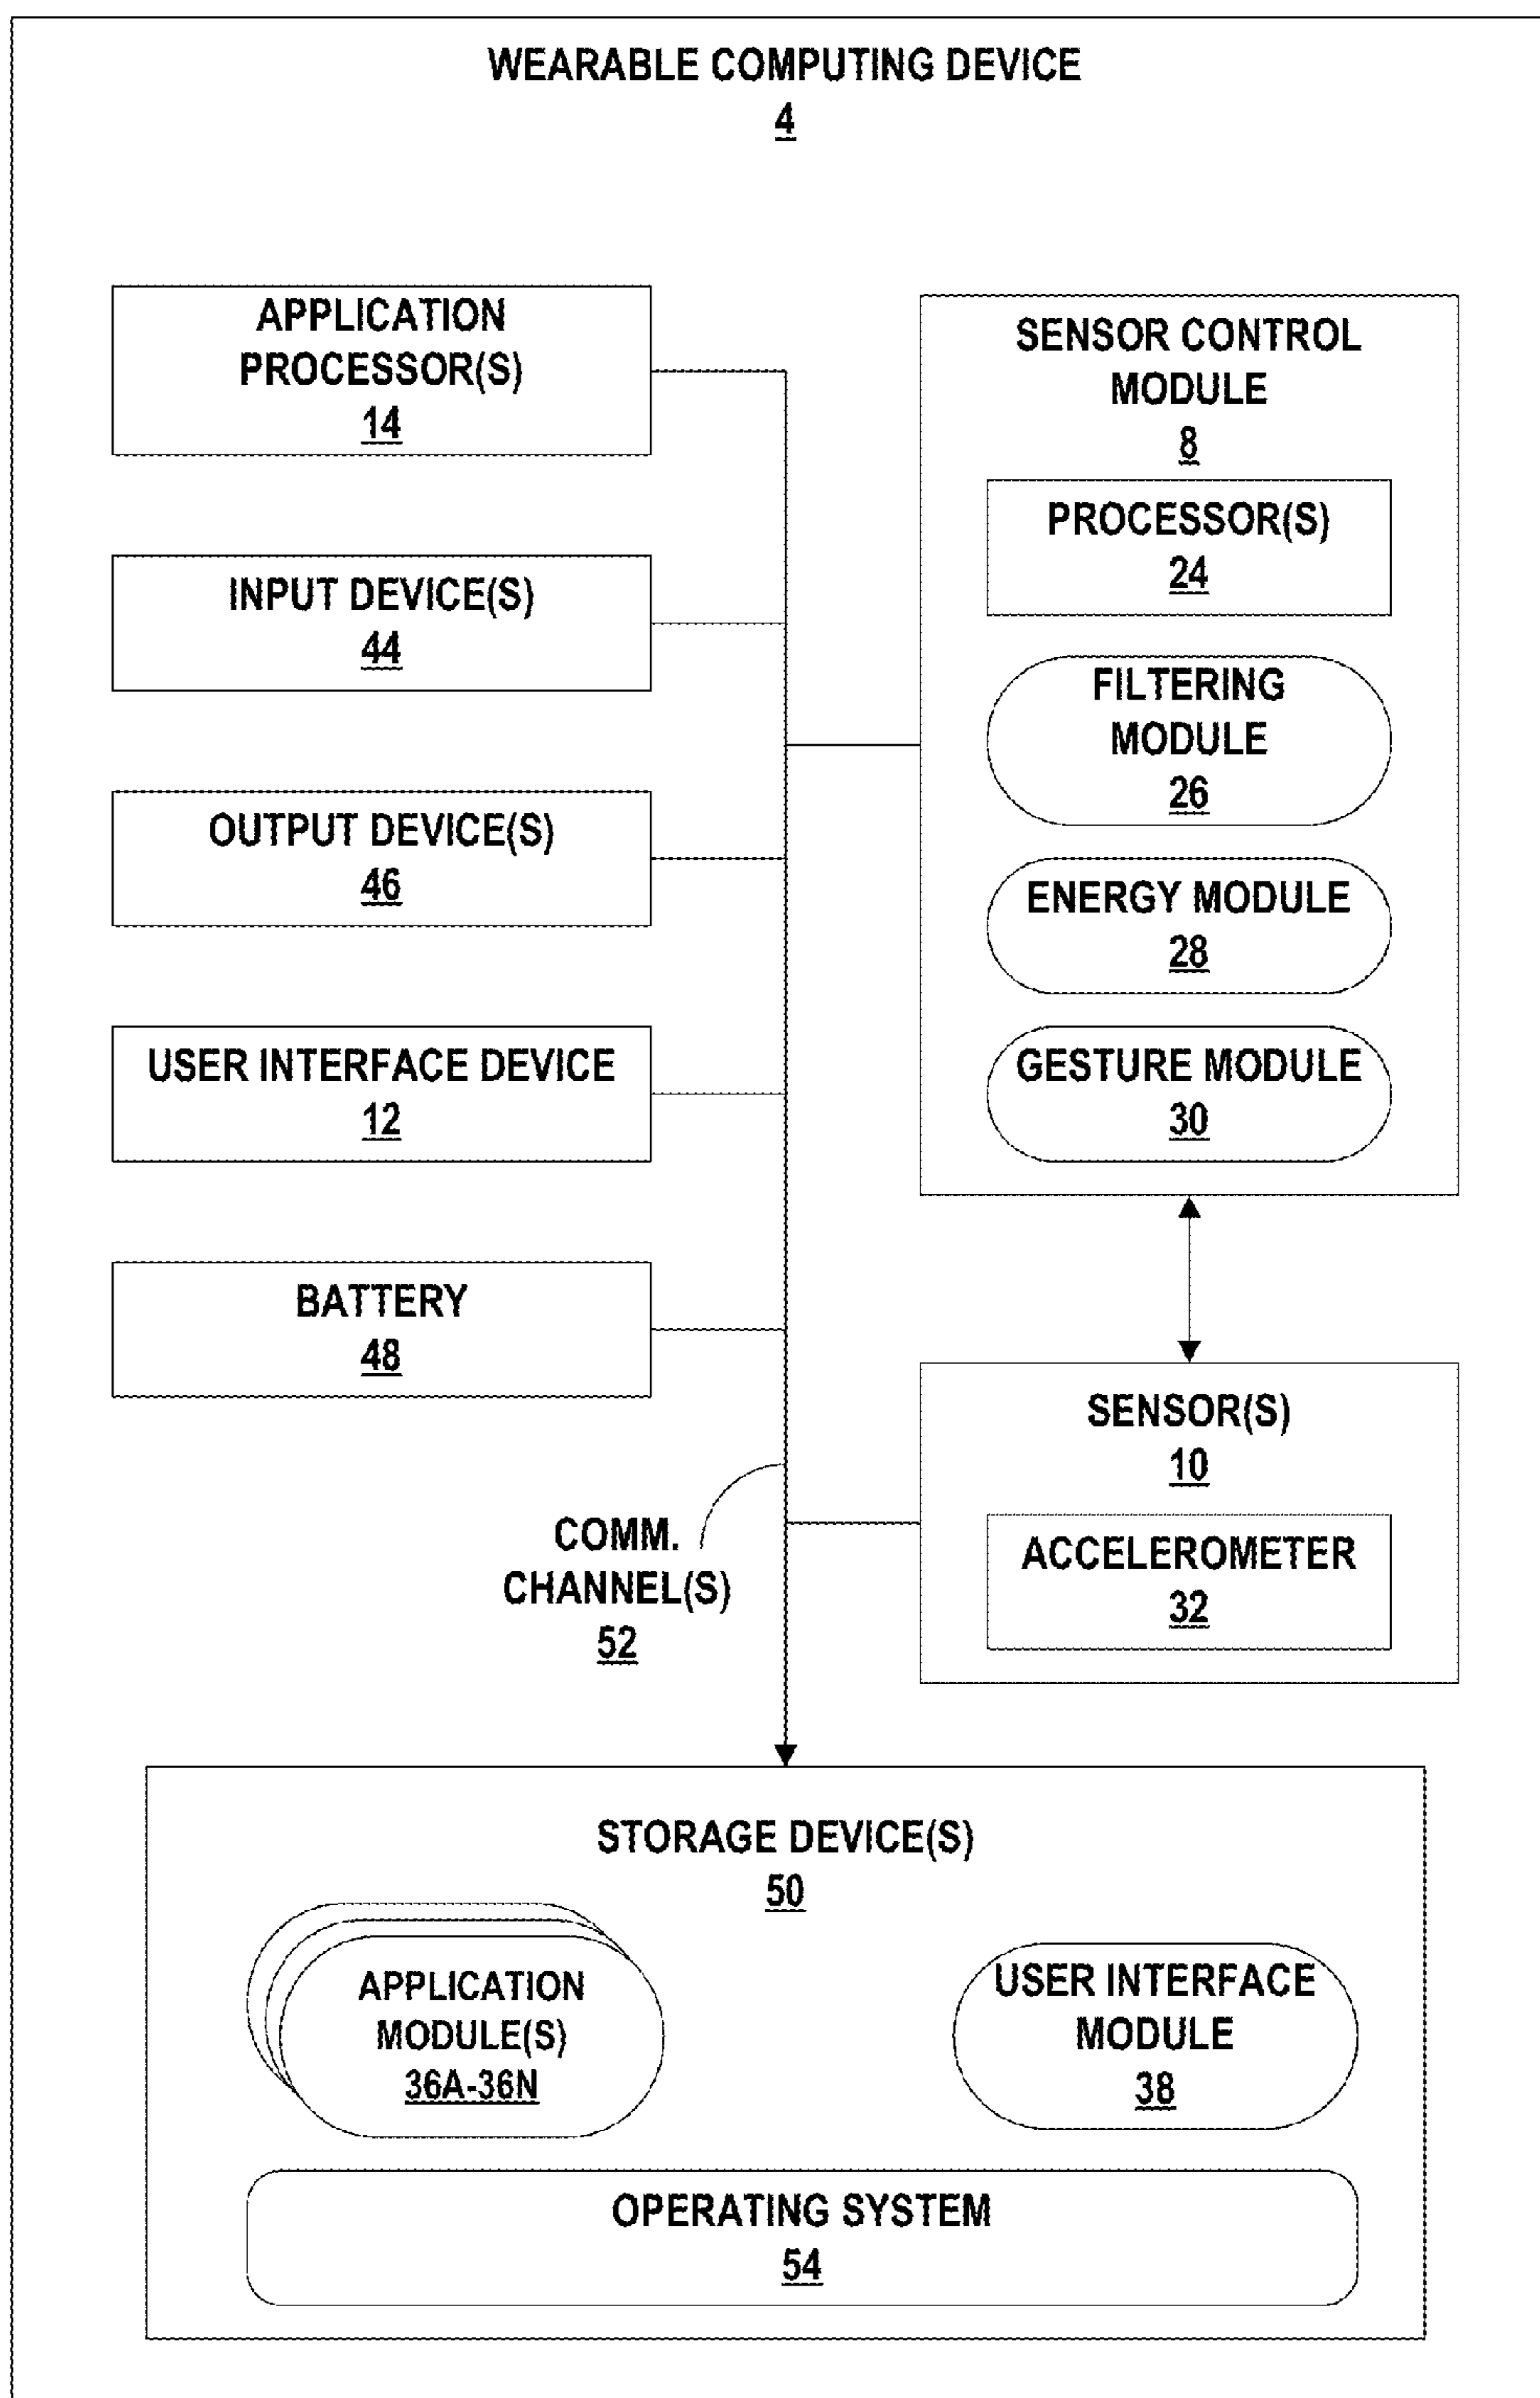 WEARABLE COMPUTING DEVICE
4
APPLICATION
PROCESSOR(S)
14
INPUT DEVICE(S)
44
OUTPUT DEVICE(S)
46
USER INTERFACE DEVICE
12
BATTERY
48
COMM.
CHANNEL(S)
52
SENSOR CONTROL
MODULE
8
PROCESSOR(S)
24
FILTERING
MODULE
26
ENERGY MODULE
28
GESTURE MODULE
30
SENSOR(S)
10
ACCELEROMETER
32
STORAGE DEVICE(S)
50
APPLICATION
MODULE(S)
36A-36N
USER INTERFACE
MODULE
38
OPERATING SYSTEM
54